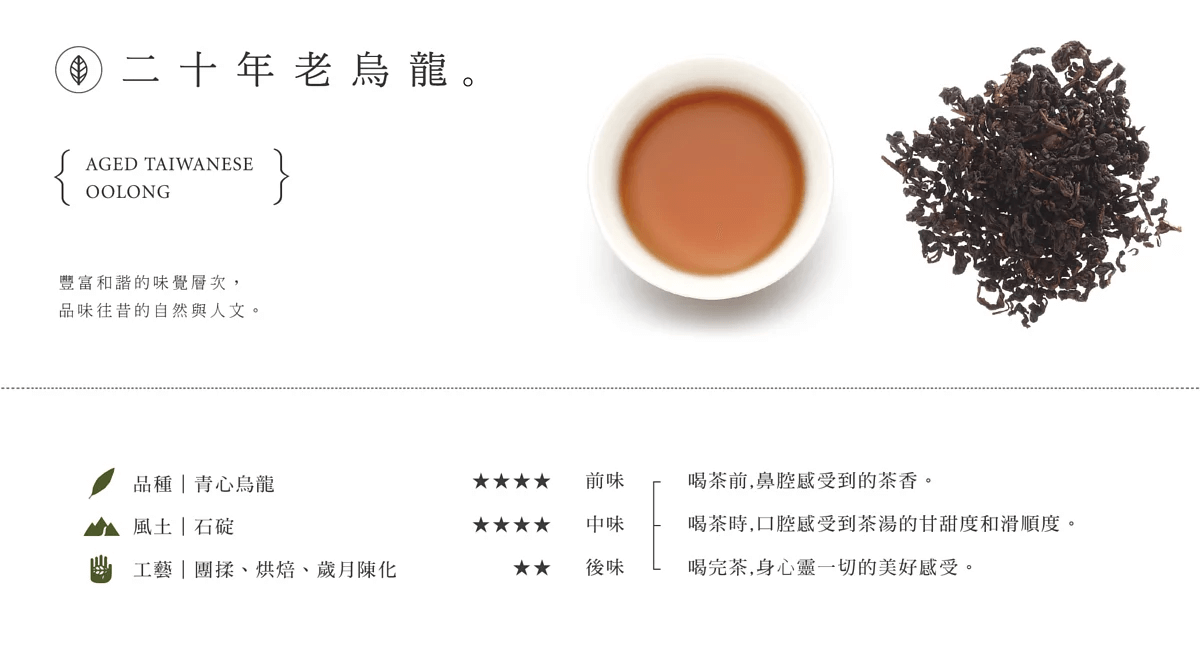 二十年老烏龍。
AGED TAIWANESE
OOLONG
豐富和諧的味覺層次，
品味往昔的自然與人文。
品種｜青心烏龍
風土｜石碇
工藝｜團揉、烘焙、歲月陳化
★★★★ 前味 喝茶前,鼻腔感受到的茶香。
★★★★ 中味 喝茶時,口腔感受到茶湯的甘甜度和滑順度。
★★ 後味 喝完茶,身心靈一切的美好感受。